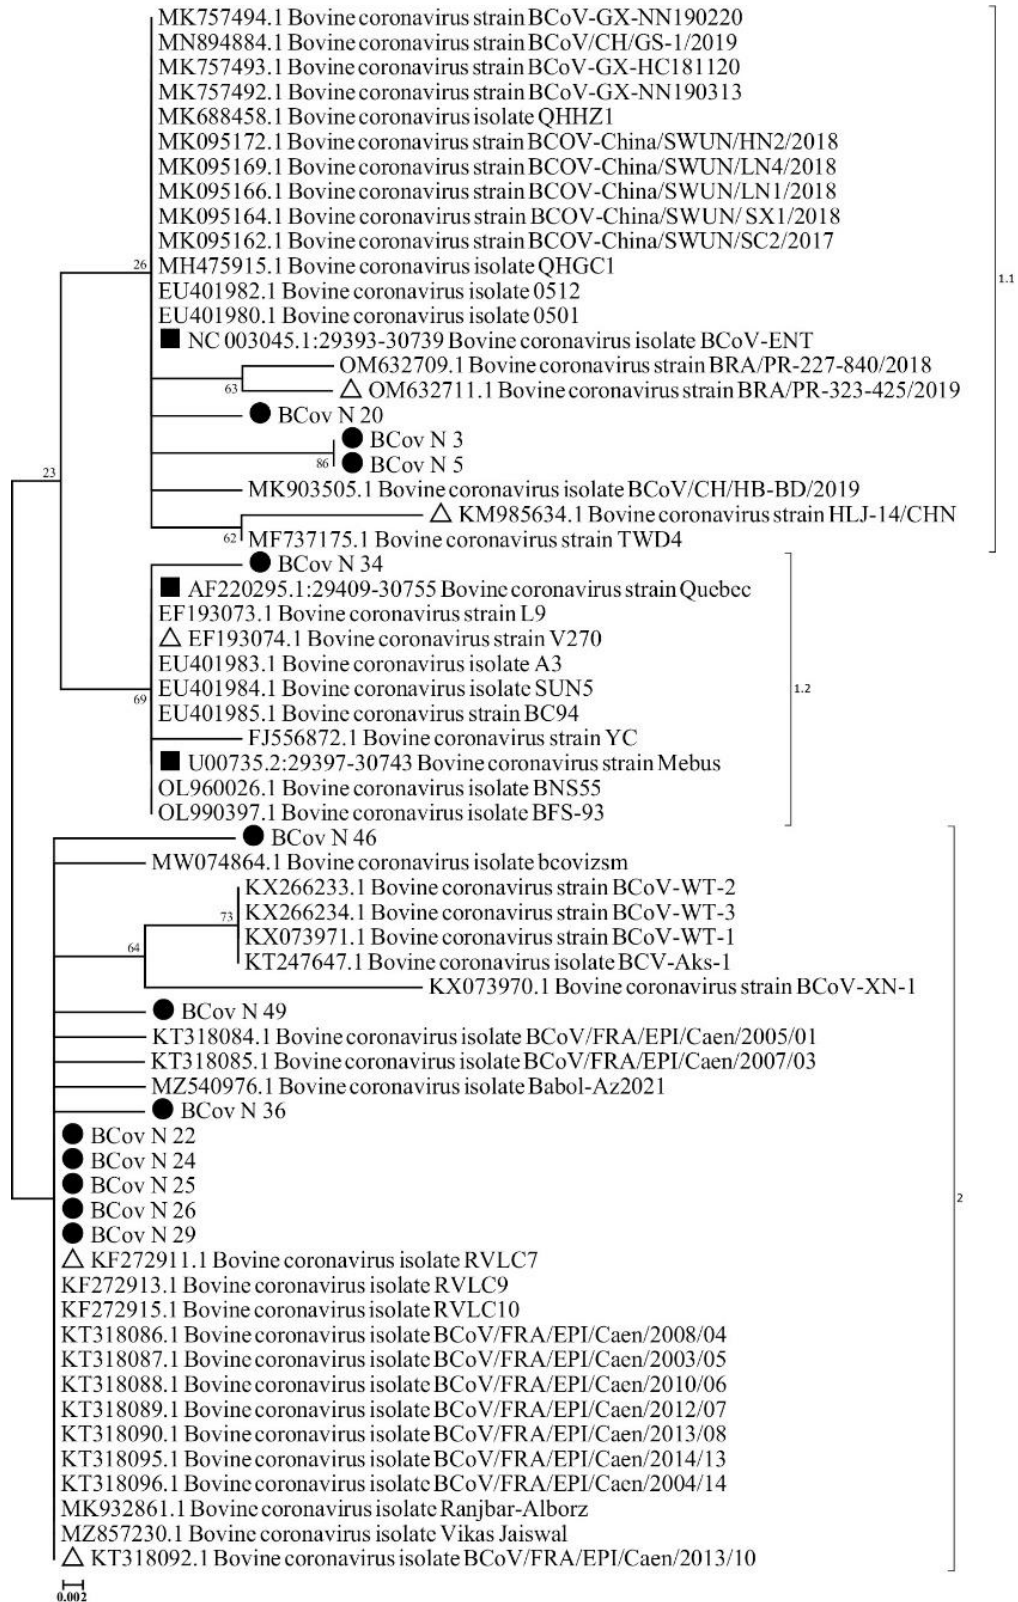 MK757494.1 Bovine coronavirus strain BCoV-GX-NN190220
MN894884.1 Bovine coronavirus strain BCoV/CH/GS-1/2019
MK757493.1 Bovine coronavirus strain BCoV-GX-HC181120
MK757492.1 Bovine coronavirus strain BCoV-GX-NN190313
MK688458.1 Bovine coronavirus isolate QHHZ1
MK095172.1 Bovine coronavirus strain BCOV-China/SWUN/HN2/2018
MK095169.1 Bovine coronavirus strain BCOV-China/SWUN/LN4/2018
MK095166.1 Bovine coronavirus strain BCOV-China/SWUN/LN1/2018
MK095164.1 Bovine coronavirus strain BCOV-China/SWUN/ SX1/2018
MK095162.1 Bovine coronavirus strain BCOV-China/SWUN/SC2/2017
26 MH475915.1 Bovine coronavirus isolate QHGC1
1.1
EU401982.1 Bovine coronavirus isolate 0512
EU401980.1 Bovine coronavirus isolate 0501
NC 003045.1:29393-30739 Bovine coronavirus isolate BCoV-ENT
OM632709.1 Bovine coronavirus strain BRA/PR-227-840/2018
63 OM632711.1 Bovine coronavirus strain BRA/PR-323-425/2019
BCov N 20
BCov N 3
86 BCov N 5
23
MK903505.1 Bovine coronavirus isolate BCoV/CH/HB-BD/2019
KM985634.1 Bovine coronavirus strain HLJ-14/CHN
62 MF737175.1 Bovine coronavirus strain TWD4
BCov N 34
AF220295.1:29409-30755 Bovine coronavirus strain Quebec
EF193073.1 Bovine coronavirus strain L9
EF193074.1 Bovine coronavirus strain V270
EU401983.1 Bovine coronavirus isolate A3
EU401984.1 Bovine coronavirus isolate SUN5
1.2
69
EU401985.1 Bovine coronavirus strain BC94
FJ556872.1 Bovine coronavirus strain YC
U00735.2:29397-30743 Bovine coronavirus strain Mebus
OL960026.1 Bovine coronavirus isolate BNS55
OL990397.1 Bovine coronavirus isolate BFS-93
BCov N 46
MW074864.1 Bovine coronavirus isolate bcovizsm
KX266233.1 Bovine coronavirus strain BCoV-WT-2
73 KX266234.1 Bovine coronavirus strain BCoV-WT-3
KX073971.1 Bovine coronavirus strain BCoV-WT-1
64
KT247647.1 Bovine coronavirus isolate BCV-Aks-1
KX073970.1 Bovine coronavirus strain BCoV-XN-1
BCov N 49
KT318084.1 Bovine coronavirus isolate BCoV/FRA/EPI/Caen/2005/01
KT318085.1 Bovine coronavirus isolate BCoV/FRA/EPI/Caen/2007/03
MZ540976.1 Bovine coronavirus isolate Babol-Az2021
BCov N 36
BCov N 22
BCov N 24
BCov N 25
2
BCov N 26
BCov N 29
KF272911.1 Bovine coronavirus isolate RVLC7
KF272913.1 Bovine coronavirus isolate RVLC9
KF272915.1 Bovine coronavirus isolate RVLC10
KT318086.1 Bovine coronavirus isolate BCoV/FRA/EPI/Caen/2008/04
KT318087.1 Bovine coronavirus isolate BCoV/FRA/EPI/Caen/2003/05
KT318088.1 Bovine coronavirus isolate BCoV/FRA/EPI/Caen/2010/06
KT318089.1 Bovine coronavirus isolate BCoV/FRA/EPI/Caen/2012/07
KT318090.1 Bovine coronavirus isolate BCoV/FRA/EPI/Caen/2013/08
KT318095.1 Bovine coronavirus isolate BCoV/FRA/EPI/Caen/2014/13
KT318096.1 Bovine coronavirus isolate BCoV/FRA/EPI/Caen/2004/14
MK932861.1 Bovine coronavirus isolate Ranjbar-Alborz
MZ857230.1 Bovine coronavirus isolate Vikas Jaiswal
KT318092.1 Bovine coronavirus isolate BCoV/FRA/EPI/Caen/2013/10
0.002